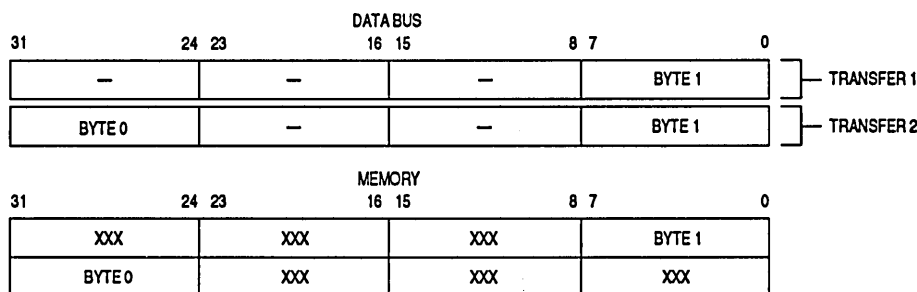 DATA BUS
31 24 23 16 15 8 7 0
— — — BYTE 1 TRANSFER 1
BYTE 0 — — BYTE 1 TRANSFER 2
MEMORY
31 24 23 16 15 8 7 0
XXX XXX XXX BYTE 1
BYTE 0 XXX XXX XXX